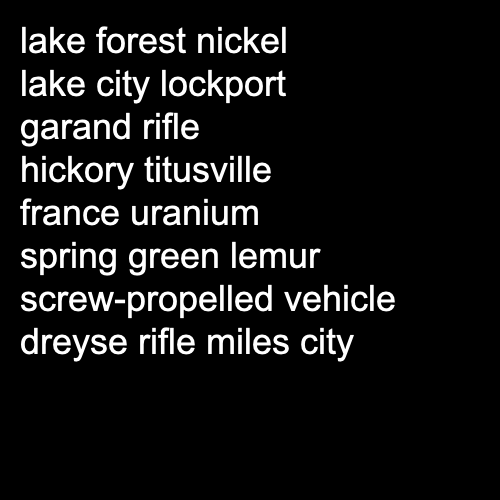 lake forest nickel
lake city lockport
garand rifle
hickory titusville
france uranium
spring green lemur
screw-propelled vehicle
dreyse rifle miles city